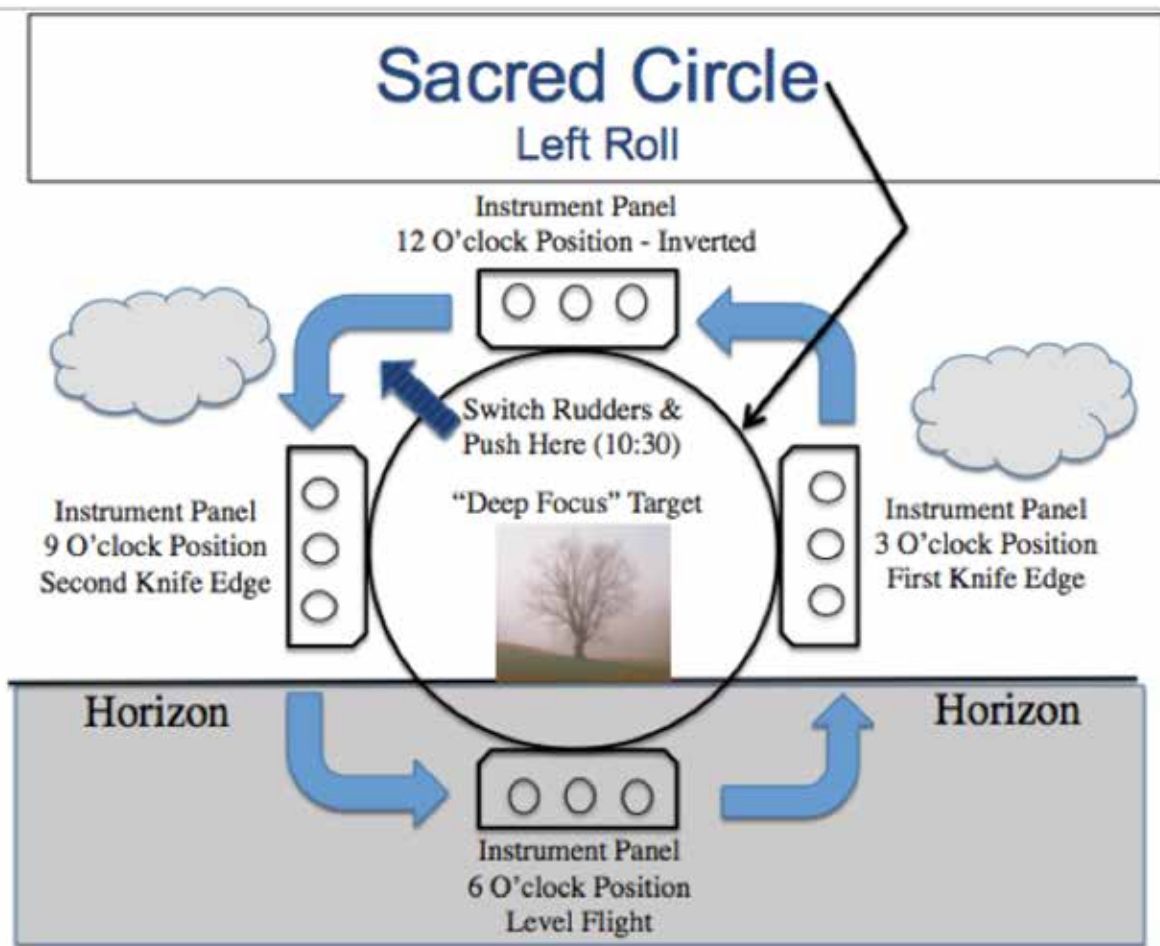 Sacred Circle
Left Roll
Instrument Panel
12 O'clock Position - Inverted
Switch Rudders &
Push Here (10:30)
"Deep Focus" Target
Instrument Panel
9 O'clock Position
Second Knife Edge
Instrument Panel
3 O'clock Position
First Knife Edge
Horizon
Horizon
Instrument Panel
6 O'clock Position
Level Flight